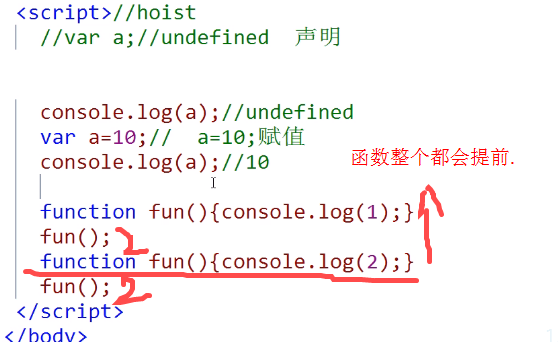 <script>//hoist
//var a;//undefined 声明
console.log(a);//undefined
var a=10;// a=10;赋值
console.log(a);//10
函数整个都会提前.
function fun(){console.log(1);}
fun(); 2
function fun(){console.log(2);}
fun(); 2
</script>
</body>